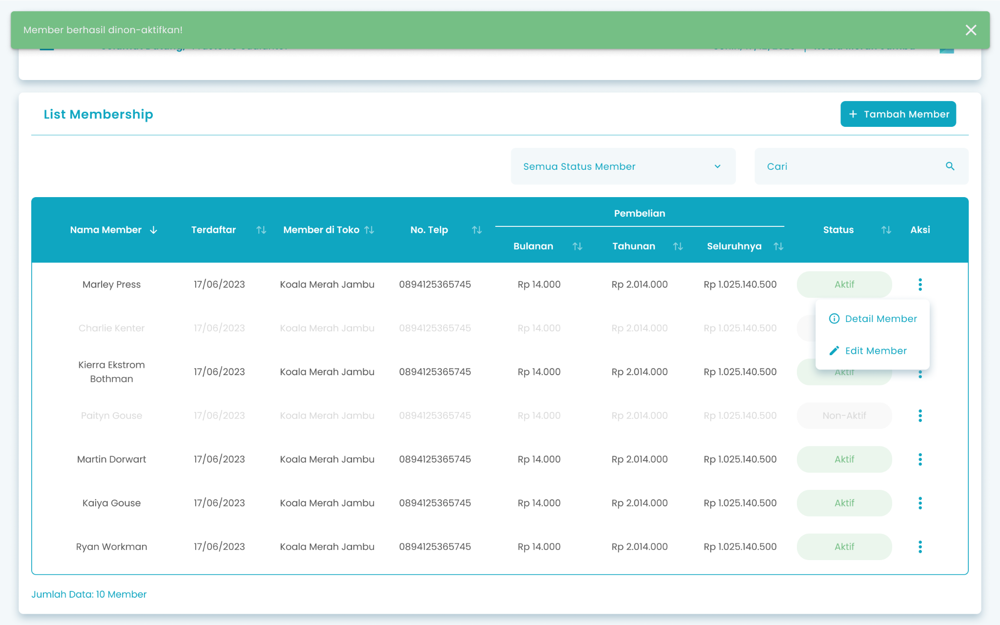 Member berhasil dinon-aktifkan!
List Membership
+ Tambah Member
Semua Status Member
Cari
Pembelian
Nama Member Terdaftar Member di Toko No. Telp Status Aksi
Bulanan Tahunan Seluruhnya
Marley Press 17/06/2023 Koala Merah Jambu 0894125365745 Rp 14.000 Rp 2.014.000 Rp 1.025.140.500 Aktif
Detail Member
Charlie Kenter 17/06/2023 Koala Merah Jambu 0894125365745 Rp 14.000 Rp 2.014.000 Rp 1.025.140.500
Edit Member
Kierra Ekstrom
Bothman
17/06/2023 Koala Merah Jambu 0894125365745 Rp 14.000 Rp 2.014.000 Rp 1.025.140.500 Aktif
Paityn Gouse 17/06/2023 Koala Merah Jambu 0894125365745 Rp 14.000 Rp 2.014.000 Rp 1.025.140.500 Non-Aktif
Martin Dorwart 17/06/2023 Koala Merah Jambu 0894125365745 Rp 14.000 Rp 2.014.000 Rp 1.025.140.500 Aktif
Kaiya Gouse 17/06/2023 Koala Merah Jambu 0894125365745 Rp 14.000 Rp 2.014.000 Rp 1.025.140.500 Aktif
Ryan Workman 17/06/2023 Koala Merah Jambu 0894125365745 Rp 14.000 Rp 2.014.000 Rp 1.025.140.500 Aktif
Jumlah Data: 10 Member